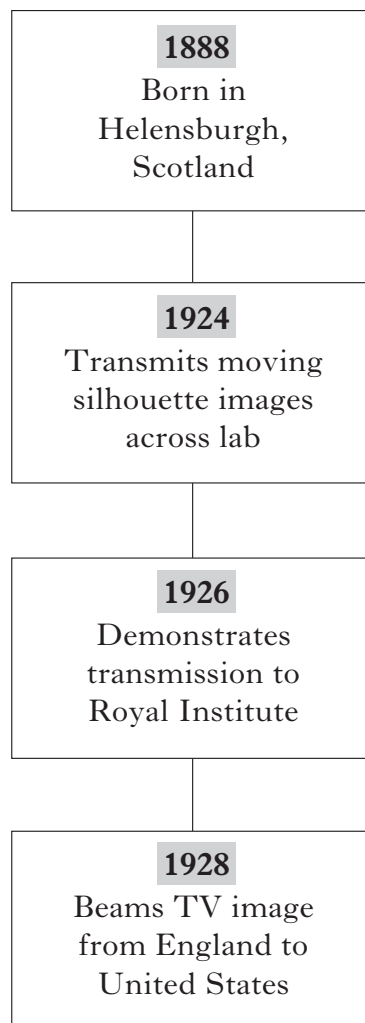 1888
Born in
Helensburgh,
Scotland
1924
Transmits moving
silhouette images
across lab
1926
Demonstrates
transmission to
Royal Institute
1928
Beams TV image
from England to
United States